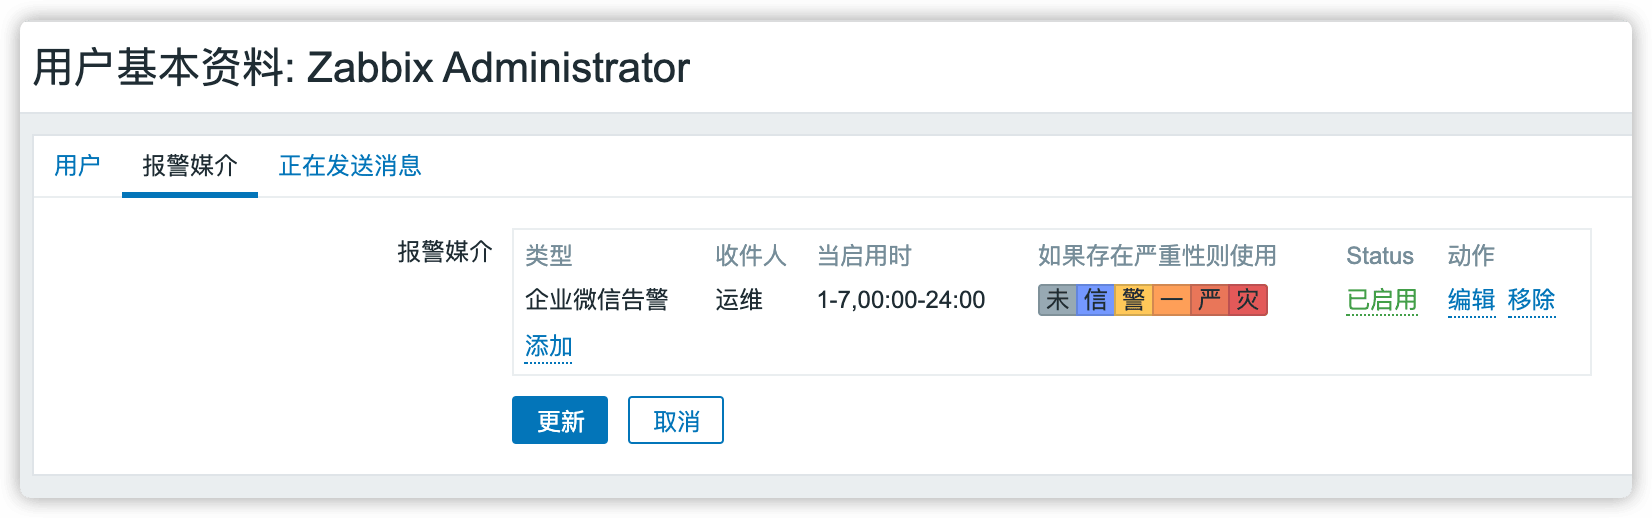 用户基本资料: Zabbix Administrator
用户 报警媒介 正在发送消息
报警媒介 类型 收件人 当启用时 如果存在严重性则使用 Status 动作
企业微信告警 运维 1-7,00:00-24:00 未 信 警 一 严 灾 已启用 编辑 移除
添加
更新 取消